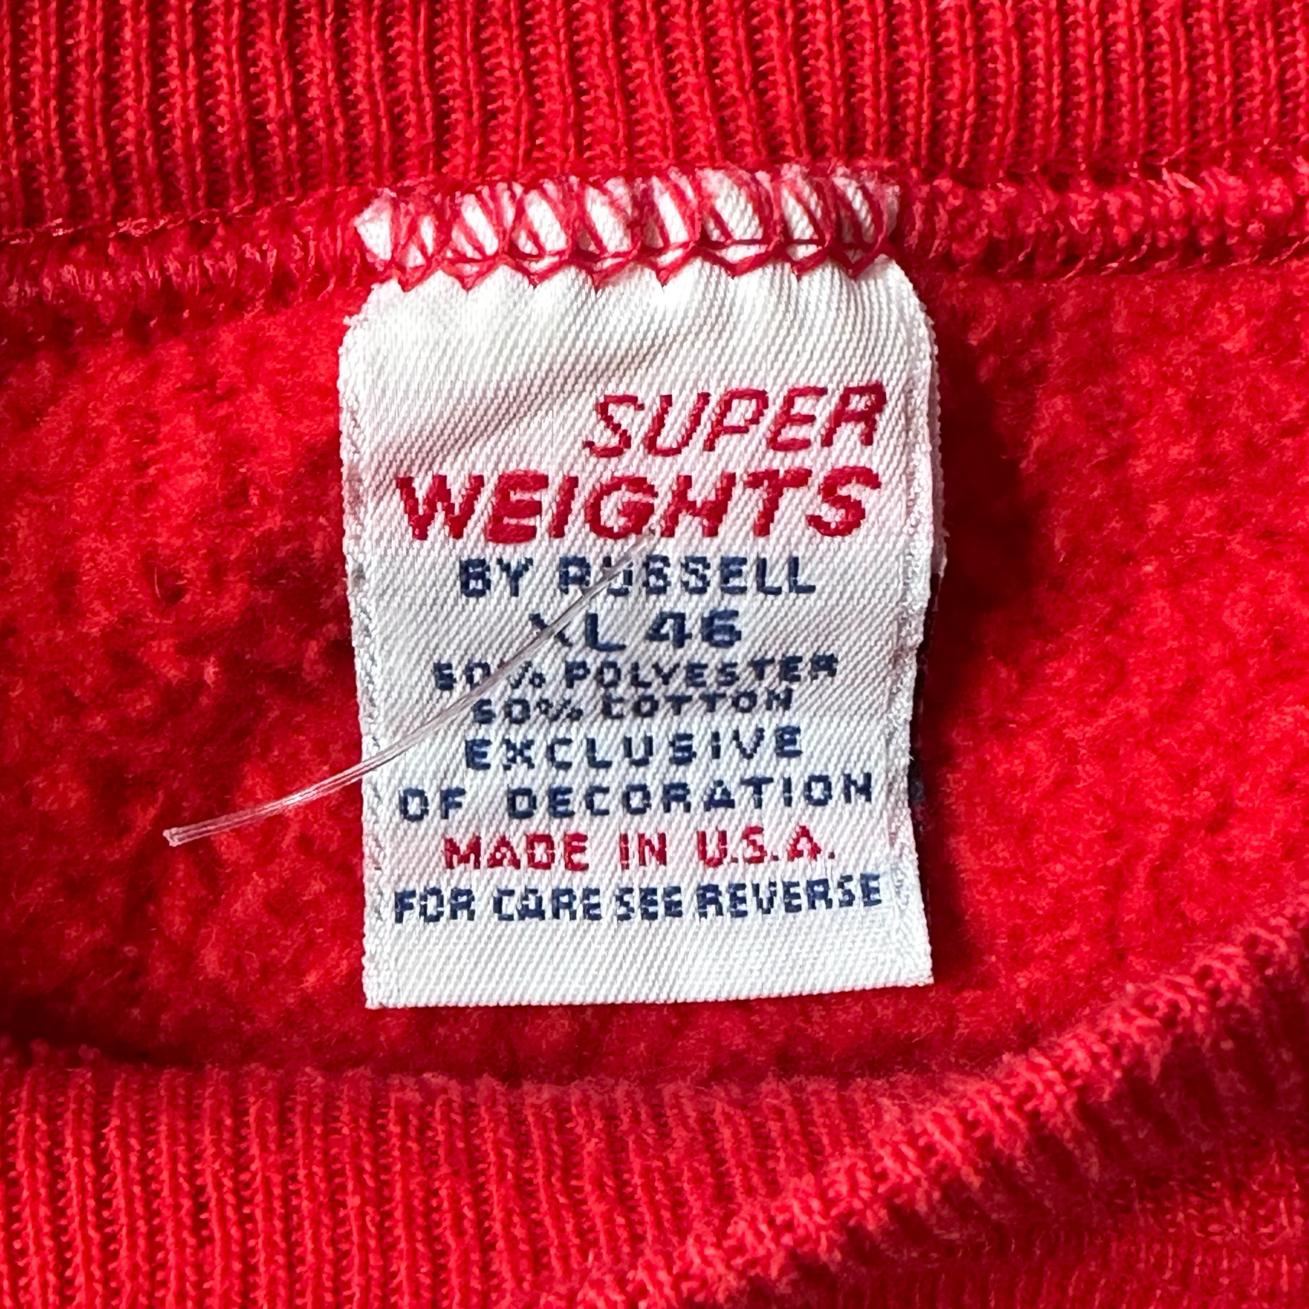 SUPER
WEIGHTS
BY RUSSELL
XL 46
50% POLYESTER
50% COTTON
EXCLUSIVE
OF DECORATION
MADE IN U.S.A.
FOR CARE SEE REVERSE